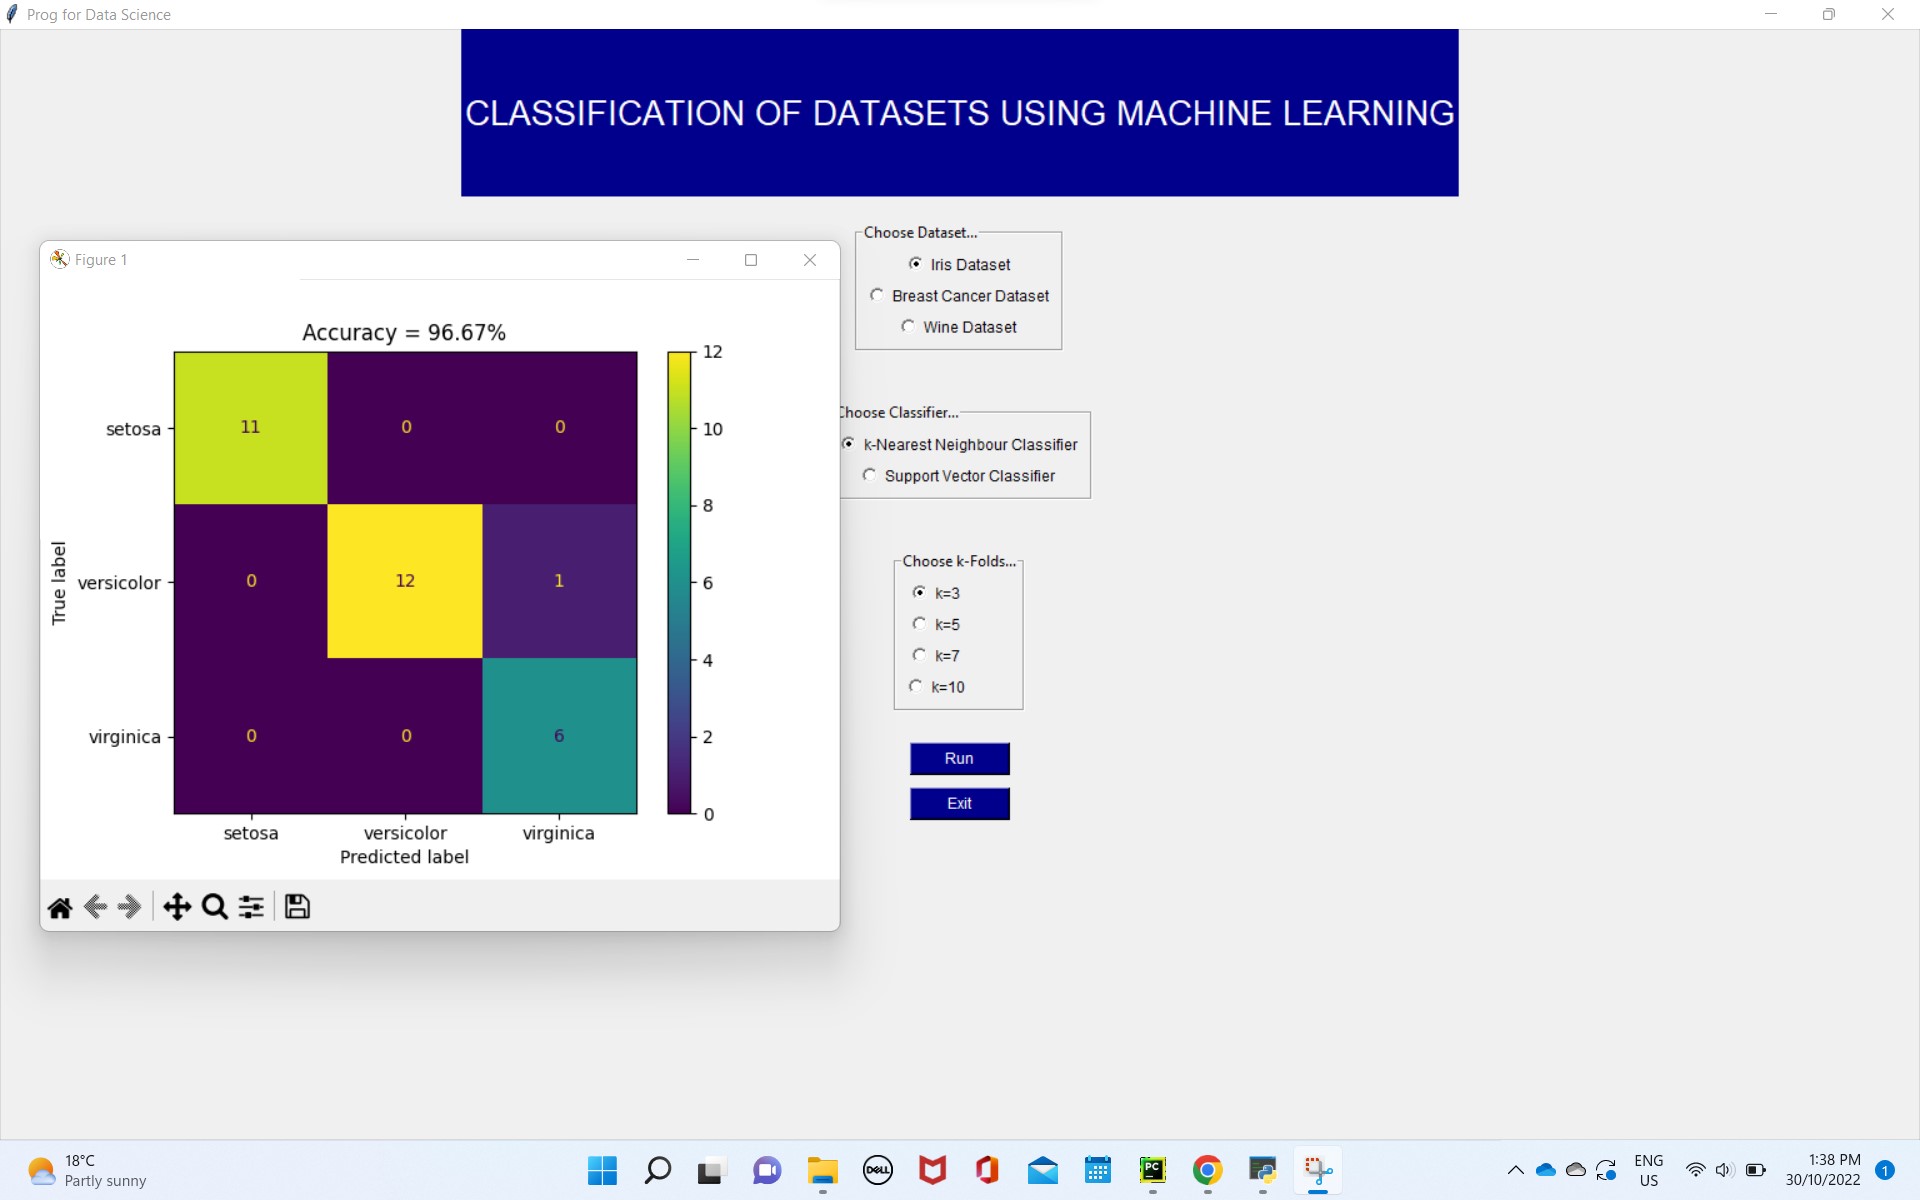 Prog for Data Science
CLASSIFICATION OF DATASETS USING MACHINE LEARNING
Figure 1
Accuracy = 96.67%
True label
setosa
11
0
0
versicolor
0
12
1
virginica
0
0
6
setosa
versicolor
virginica
Predicted label
12
10
8
6
4
2
0
Choose Dataset...
Iris Dataset
Breast Cancer Dataset
Wine Dataset
Choose Classifier...
k-Nearest Neighbour Classifier
Support Vector Classifier
Choose k-Folds...
k=3
k=5
k=7
k=10
Run
Exit
18°C
Partly sunny
DELL
PC
ENG
US
1:38 PM
30/10/2022
1